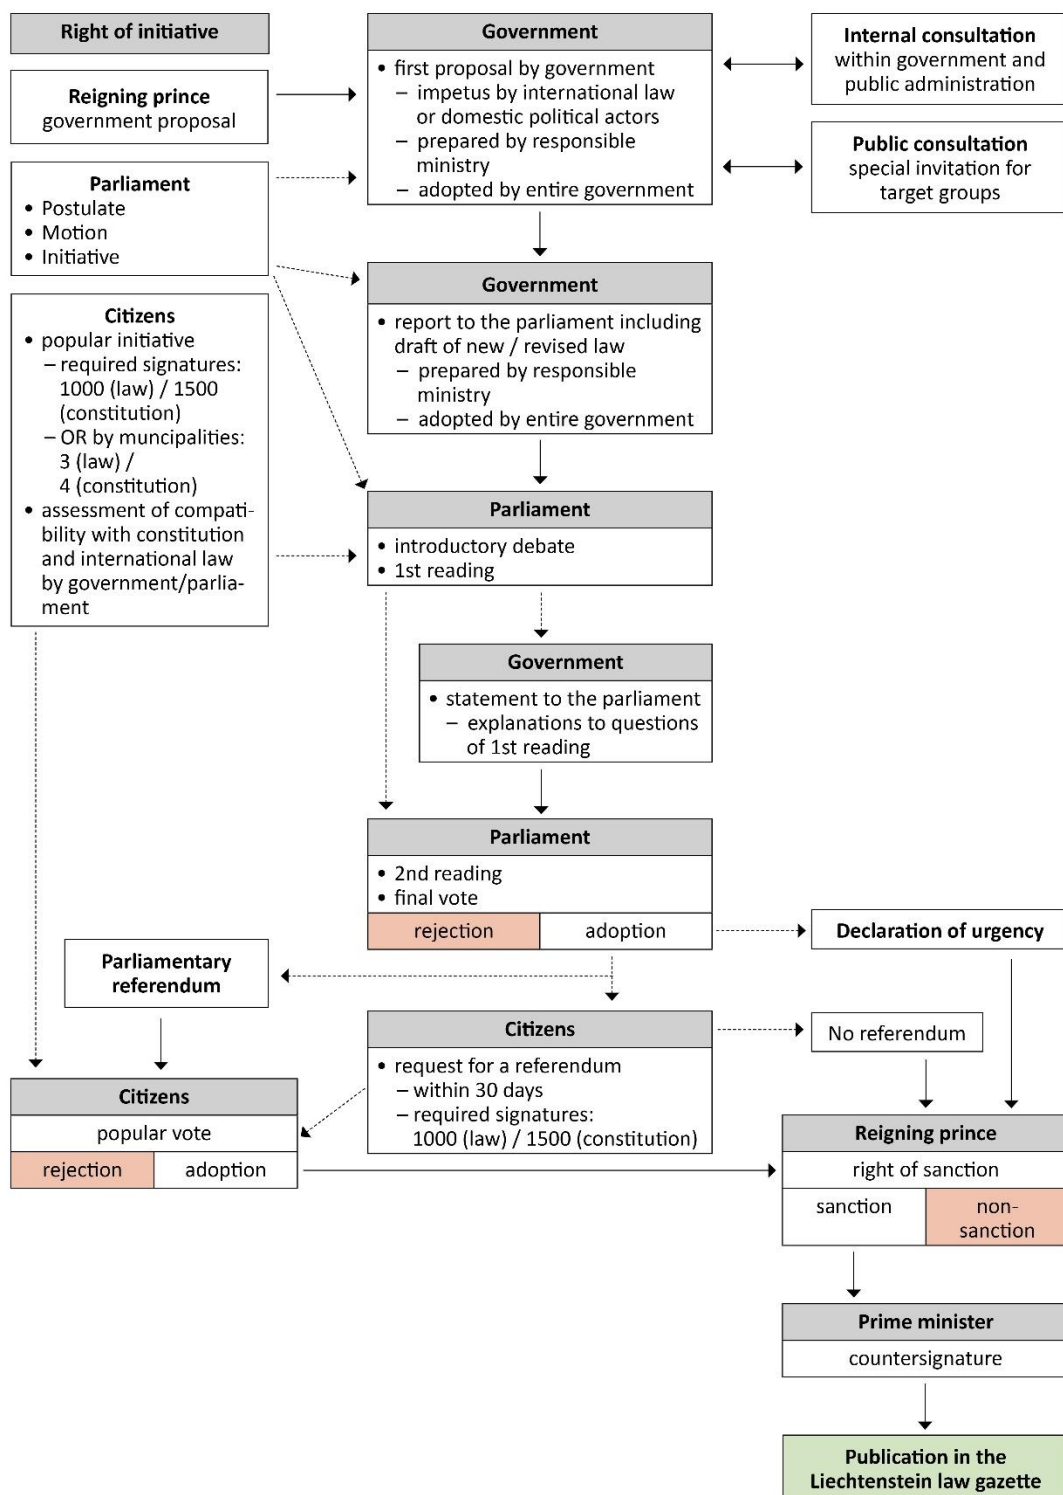 Right of initiative
Reigning prince
government proposal
Parliament
• Postulate
• Motion
• Initiative
Citizens
• popular initiative
– required signatures:
1000 (law) / 1500
(constitution)
– OR by muncipalities:
3 (law) /
4 (constitution)
• assessment of compati-
bility with constitution
and international law
by government/parlia-
ment
Government
• first proposal by government
– impetus by international law
or domestic political actors
– prepared by responsible
ministry
– adopted by entire government
Internal consultation
within government and
public administration
Public consultation
special invitation for
target groups
Government
• report to the parliament including
draft of new / revised law
– prepared by responsible
ministry
– adopted by entire government
Parliament
• introductory debate
• 1st reading
Government
• statement to the parliament
– explanations to questions
of 1st reading
Parliament
• 2nd reading
• final vote
rejection
adoption
Declaration of urgency
Parliamentary
referendum
Citizens
• request for a referendum
– within 30 days
– required signatures:
1000 (law) / 1500 (constitution)
No referendum
Citizens
popular vote
rejection
adoption
Reigning prince
right of sanction
sanction
non-
sanction
Prime minister
countersignature
Publication in the
Liechtenstein law gazette